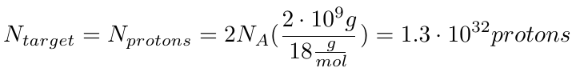 $N_{target} = N_{protons} = 2N_A(\frac{2 \cdot 10^9 g}{18 \frac{g}{mol}}) = 1.3 \cdot 10^{32} protons$